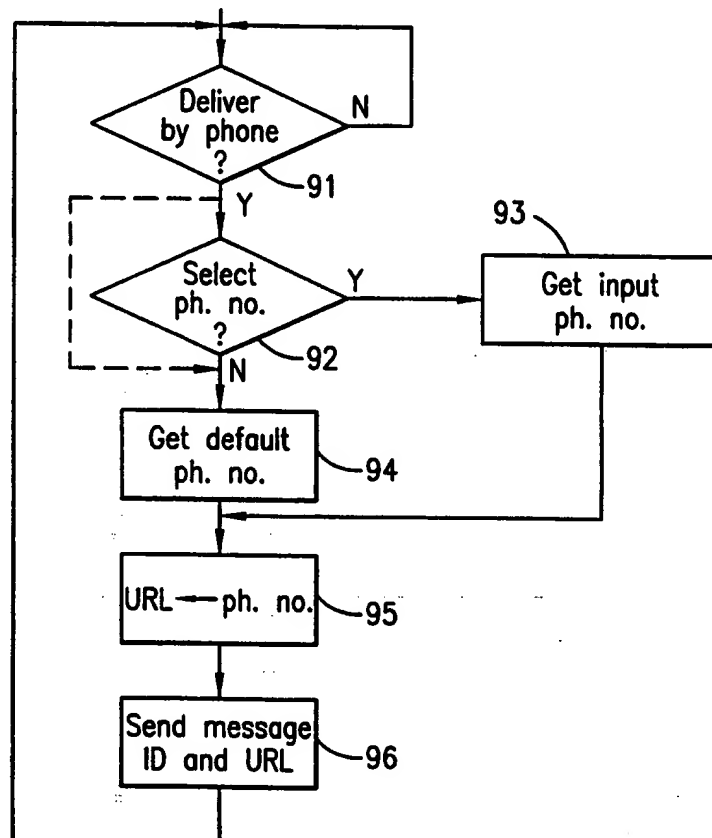 Deliver
by phone
?
N
91
Y
93
Select
ph. no.
?
Y
Get input
ph. no.
92
N
Get default
ph. no.
94
URL ← ph. no.
95
Send message
ID and URL
96